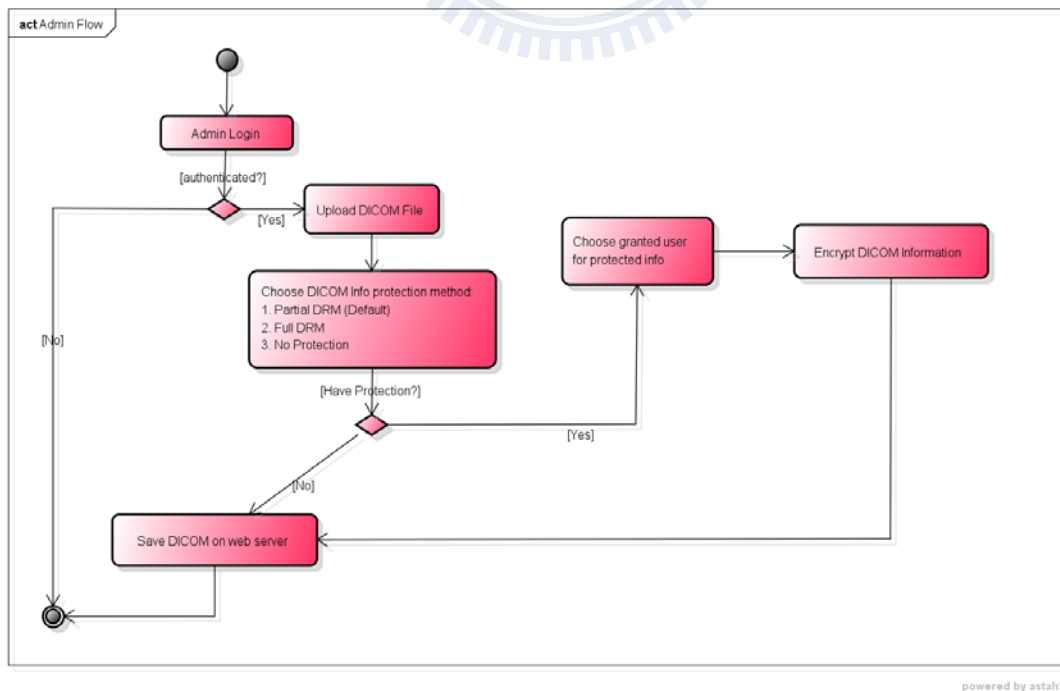 act Admin Flow
Admin Login
[authenticated?]
[Yes]
Upload DICOM File
Choose granted user
for protected info
Encrypt DICOM Information
Choose DICOM Info protection method:
1. Partial DRM (Default)
2. Full DRM
3. No Protection
[No]
[Have Protection?]
[Yes]
[No]
Save DICOM on web server
powered by astah